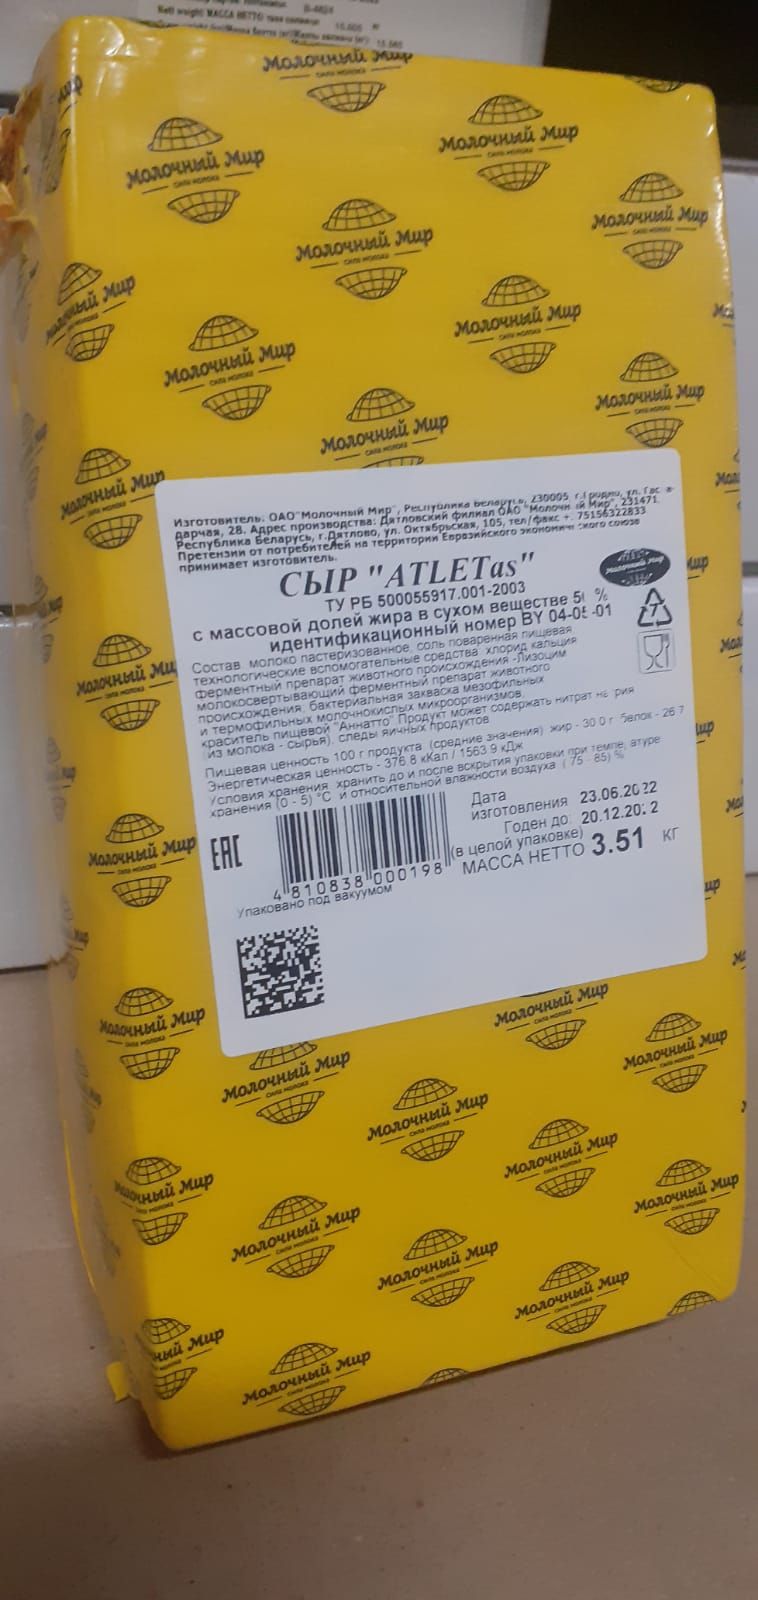 Молочный Мир
сила молока
Изготовитель: ОАО"Молочный Мир", Республика Беларусь, 230005, г.Гродно, ул.
дарчая, 28. Адрес производства: Дятловский филиал ОАО "Молочный Мир", 231471,
Республика Беларусь, г.Дятлово, ул. Октябрьская, 105, тел/факс +. 75156322833
Претензии от потребителей на территории Евразийского экономического союза
принимает изготовитель.
СЫР "ATLETas"
Молочный Мир
ТУ РБ 500055917.001-2003
с массовой долей жира в сухом веществе %
идентификационный номер BY -01
Состав: молоко пастеризованное, соль поваренная пищевая
технологические вспомогательные средства: хлорид кальция
ферментный препарат животного происхождения -Лизоцим
молокосвертывающий ферментный препарат животного
происхождения, бактериальная закваска мезофильных
и термофильных молочнокислых микроорганизмов,
краситель пищевой "Аннатто" Продукт может содержать нитрат натрия
(из молока - сырья), следы яичных продуктов
Пищевая ценность 100 г продукта (средние значения) жир - 30 0 г белок - 26 7
Энергетическая ценность - 376 8 кКал / 1563 9 кДж
Условия хранения: хранить до и после вскрытия упаковки при температуре
хранения (0 - 5) °С и относительной влажности воздуха ( 75 - 85) %
EAC
Дата
изготовления 23.06.2022
Годен до: 20.12.2022
(в целой упаковке)
МАССА НЕТТО 3.51 КГ
4 810838 000198
Упаковано под вакуумом